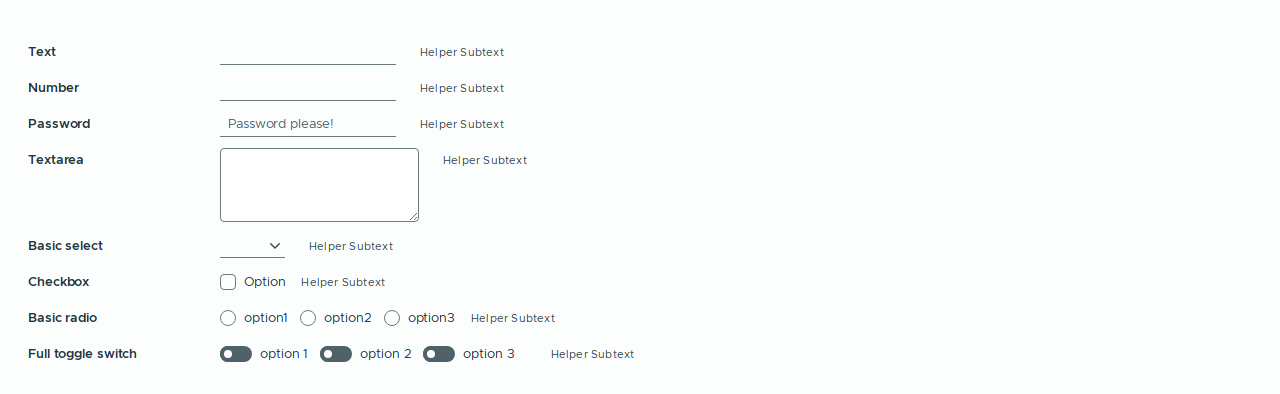 Text Helper Subtext
Number Helper Subtext
Password Password please! Helper Subtext
Textarea Helper Subtext
Basic select Helper Subtext
Checkbox Option Helper Subtext
Basic radio option1 option2 option3 Helper Subtext
Full toggle switch option 1 option 2 option 3 Helper Subtext